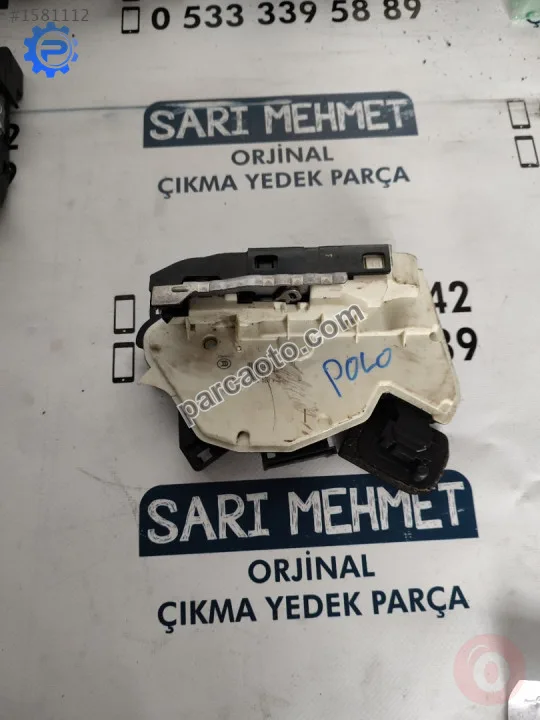 #1581112
0 533 339 58 89
SARI MEHMET
ORJİNAL
ÇIKMA YEDEK PARÇA
42
89
parcaoto.com
POLO
SARI MEHMET
ORJİNAL
ÇIKMA YEDEK PARÇA